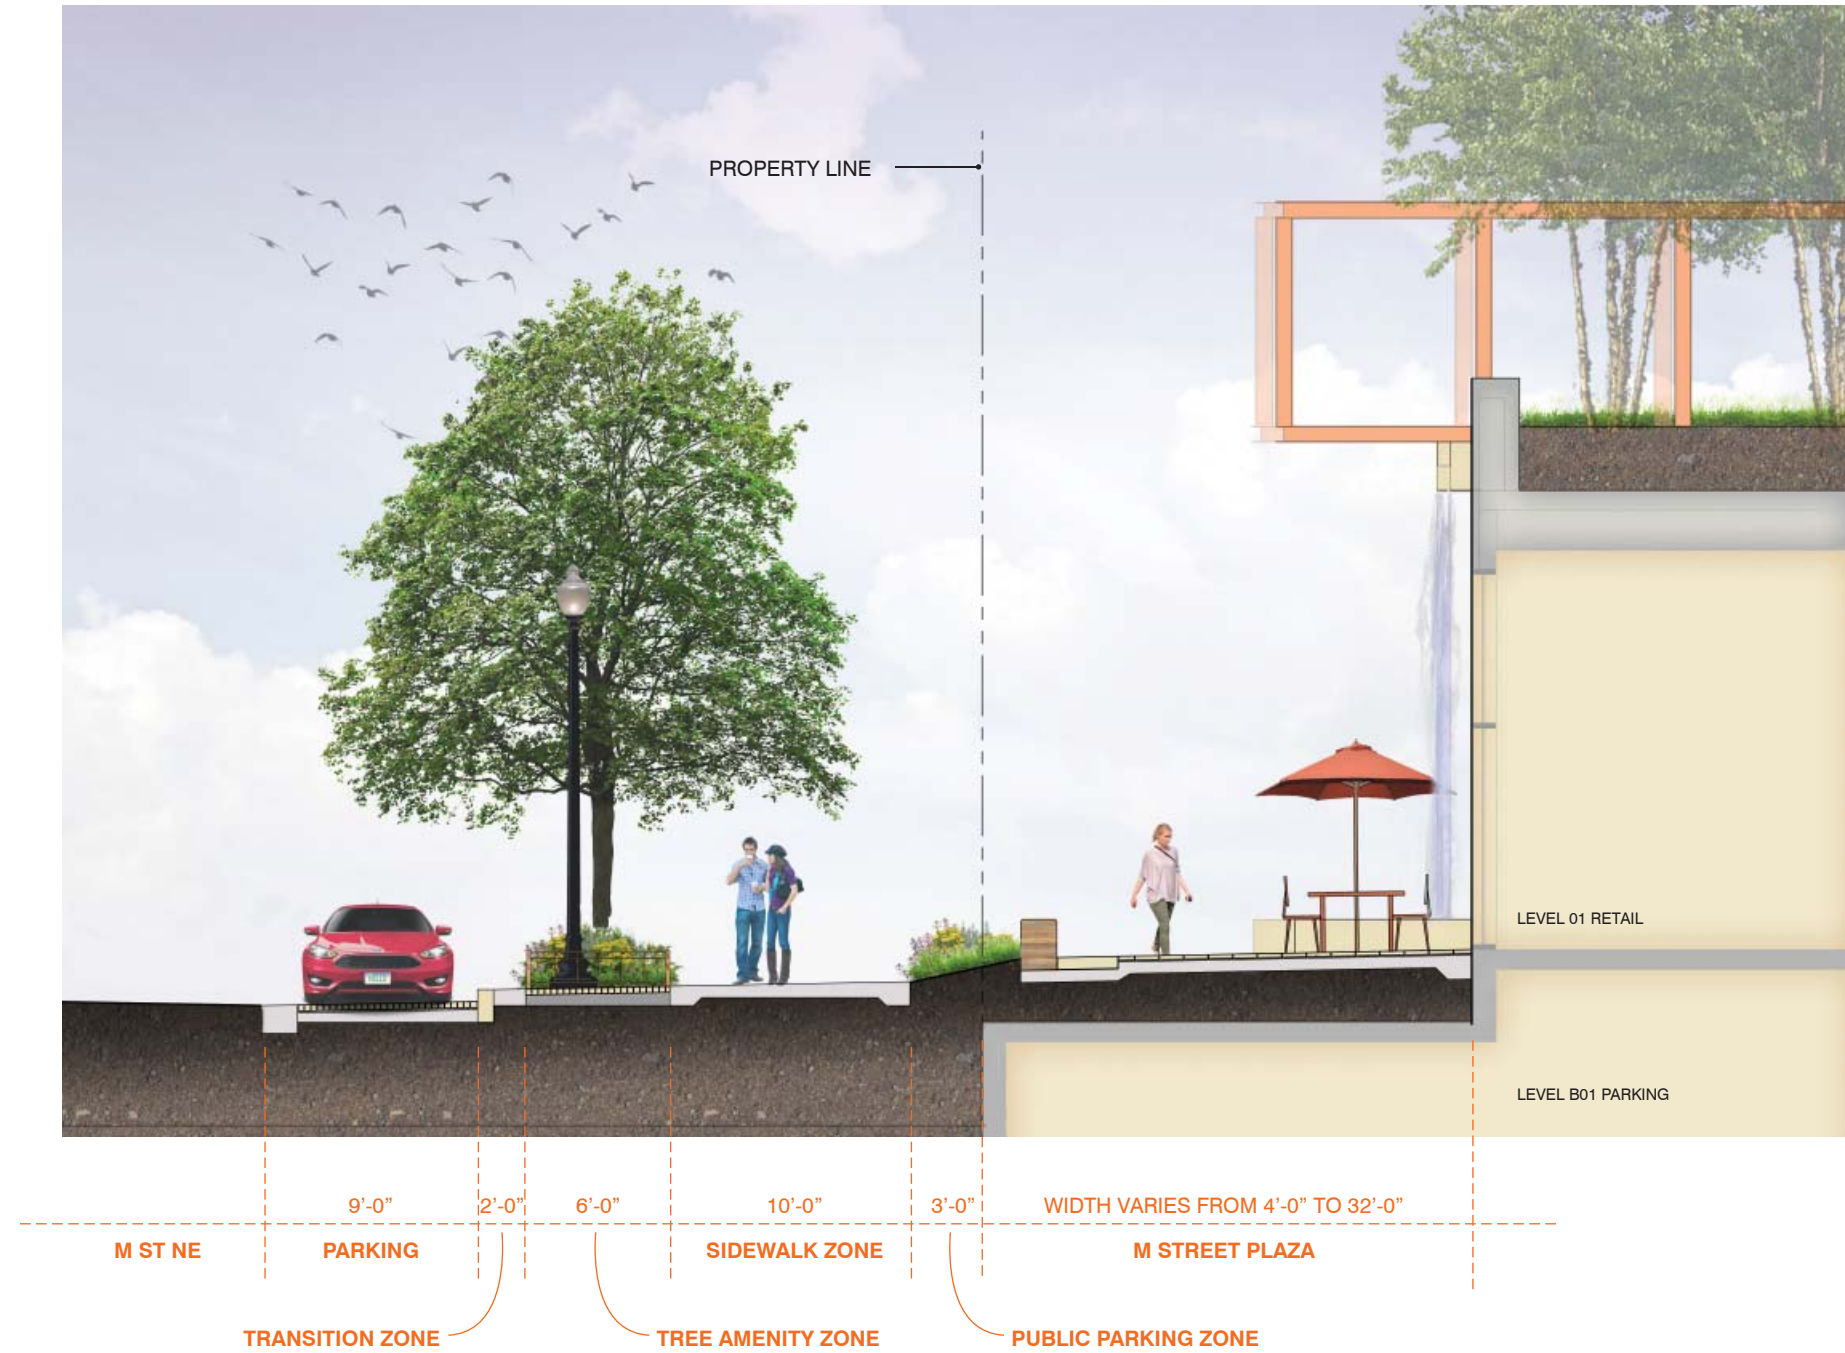 PROPERTY LINE
LEVEL 01 RETAIL
LEVEL B01 PARKING
9’-0” 2’-0” 6’-0” 10’-0” 3’-0” WIDTH VARIES FROM 4’-0” TO 32’-0”
M ST NE PARKING SIDEWALK ZONE M STREET PLAZA
TRANSITION ZONE TREE AMENITY ZONE PUBLIC PARKING ZONE